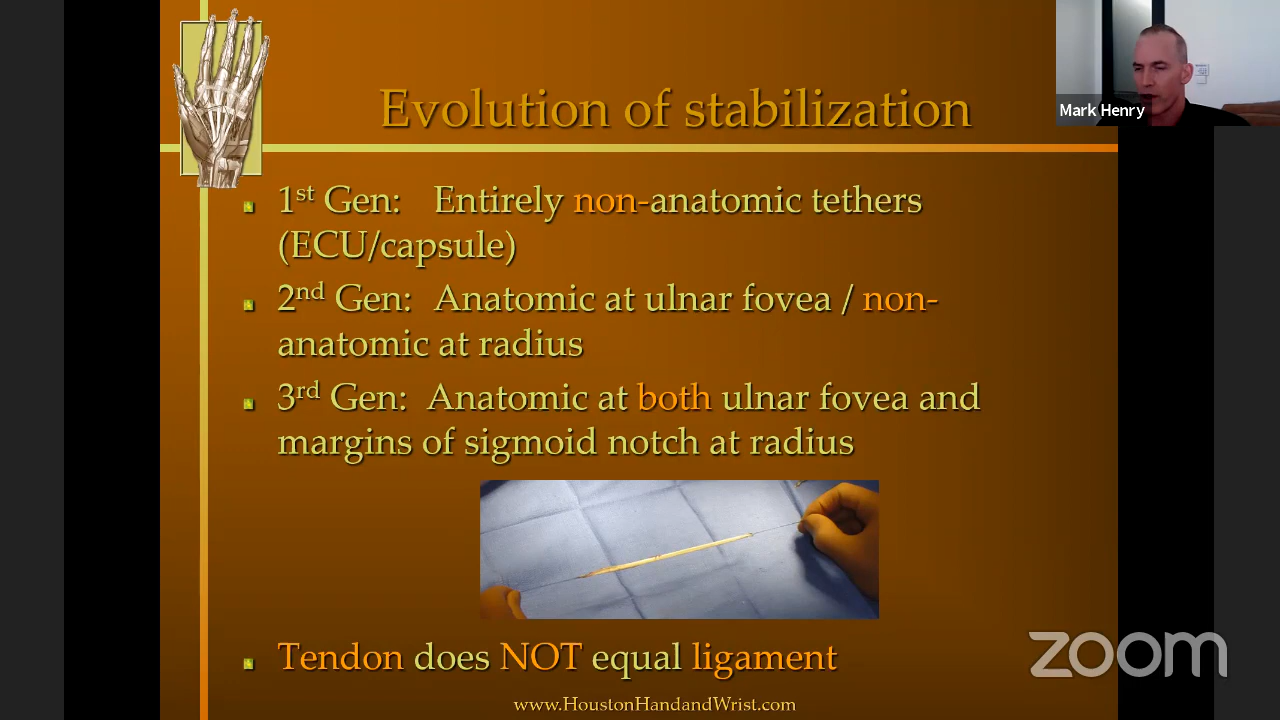 Evolution of stabilization
Mark Henry
1st Gen: Entirely non-anatomic tethers
(ECU/capsule)
2nd Gen: Anatomic at ulnar fovea / non-
anatomic at radius
3rd Gen: Anatomic at both ulnar fovea and
margins of sigmoid notch at radius
Tendon does NOT equal ligament
zoom
www.HoustonHandandWrist.com